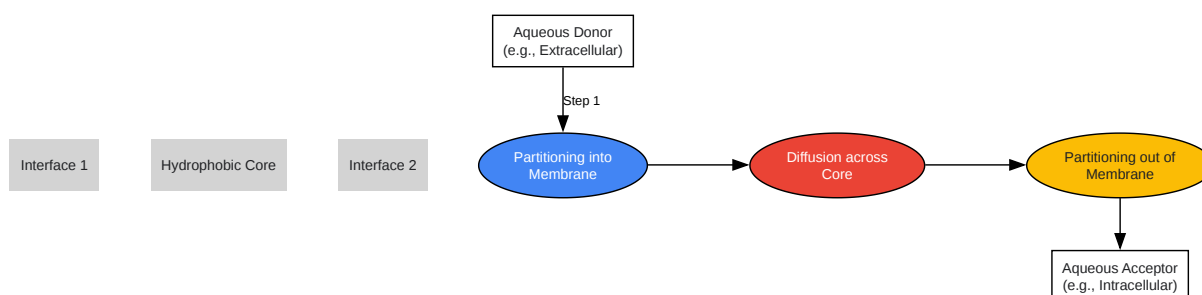 Aqueous Donor
(e.g., Extracellular)
Step 1
Interface 1
Hydrophobic Core
Interface 2
Partitioning into
Membrane
Diffusion across
Core
Partitioning out of
Membrane
Aqueous Acceptor
(e.g., Intracellular)